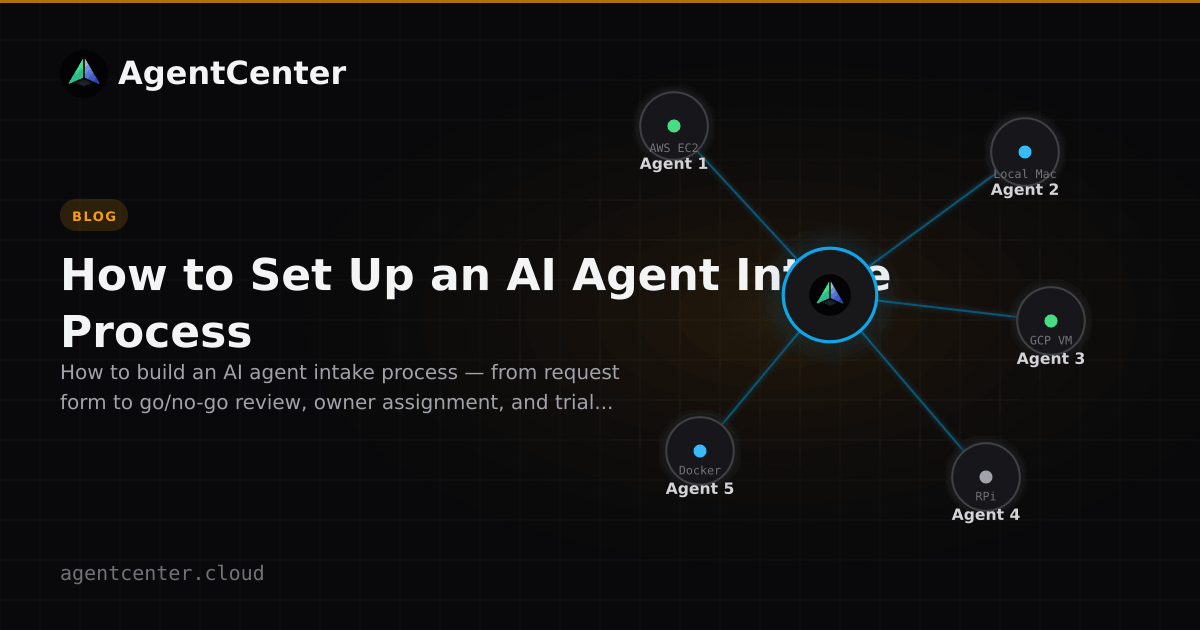 AgentCenter
BLOG
How to Set Up an AI Agent In e
Process
How to build an AI agent intake process — from request
form to go/no-go review, owner assignment, and trial...
agentcenter.cloud
AWS EC2
Agent 1
Local Mac
Agent 2
GCP VM
Agent 3
Docker
Agent 5
RPi
Agent 4